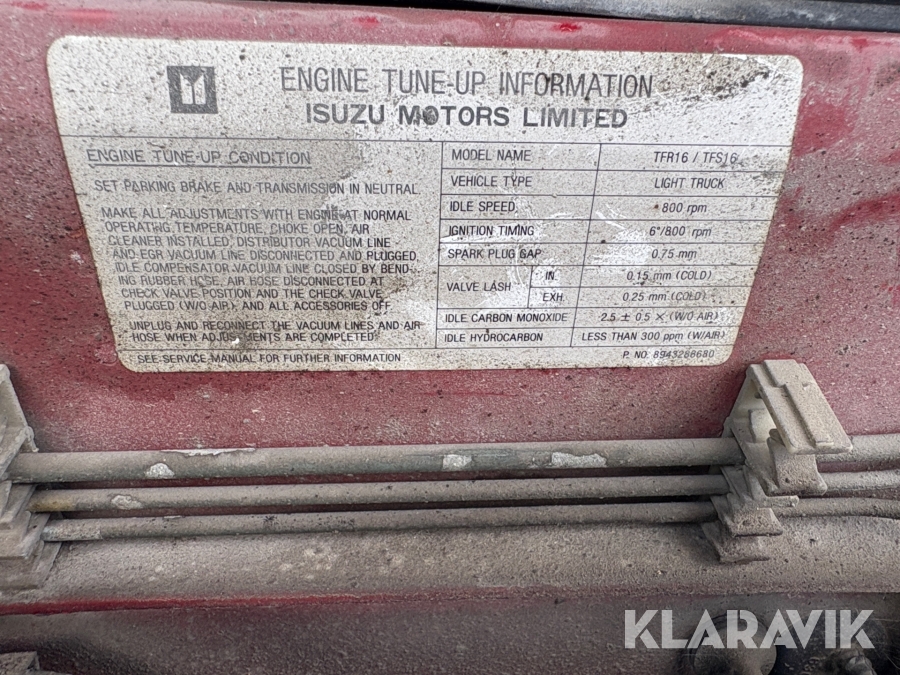 ENGINE TUNE-UP INFORMATION
ISUZU MOTORS LIMITED
ENGINE TUNE-UP CONDITION
SET PARKING BRAKE AND TRANSMISSION IN NEUTRAL
MAKE ALL ADJUSTMENTS WITH ENGINE AT NORMAL
OPERATING TEMPERATURE, CHOKE OPEN, AIR
CLEANER INSTALLED, DISTRIBUTOR VACUUM LINE
AND EGR VACUUM LINE DISCONNECTED AND PLUGGED,
IDLE COMPENSATOR VACUUM LINE CLOSED BY BEND-
ING RUBBER HOSE, AIR HOSE DISCONNECTED AT
CHECK VALVE POSITION AND THE CHECK VALVE
PLUGGED (W/O AIR), AND ALL ACCESSORIES OFF.
UNPLUG AND RECONNECT THE VACUUM LINES AND AIR
HOSE WHEN ADJUSTMENTS ARE COMPLETED.
SEE SERVICE MANUAL FOR FURTHER INFORMATION
MODEL NAME TFR16 / TFS16
VEHICLE TYPE LIGHT TRUCK
IDLE SPEED 800 rpm
IGNITION TIMING 6°/800 rpm
SPARK PLUG GAP 0.75 mm
VALVE LASH IN. 0.15 mm (COLD)
EXH. 0.25 mm (COLD)
IDLE CARBON MONOXIDE 2.5 ± 0.5 % (W/O AIR)
IDLE HYDROCARBON LESS THAN 300 ppm (W/AIR)
P. NO. 8943288680
KLARAVIK